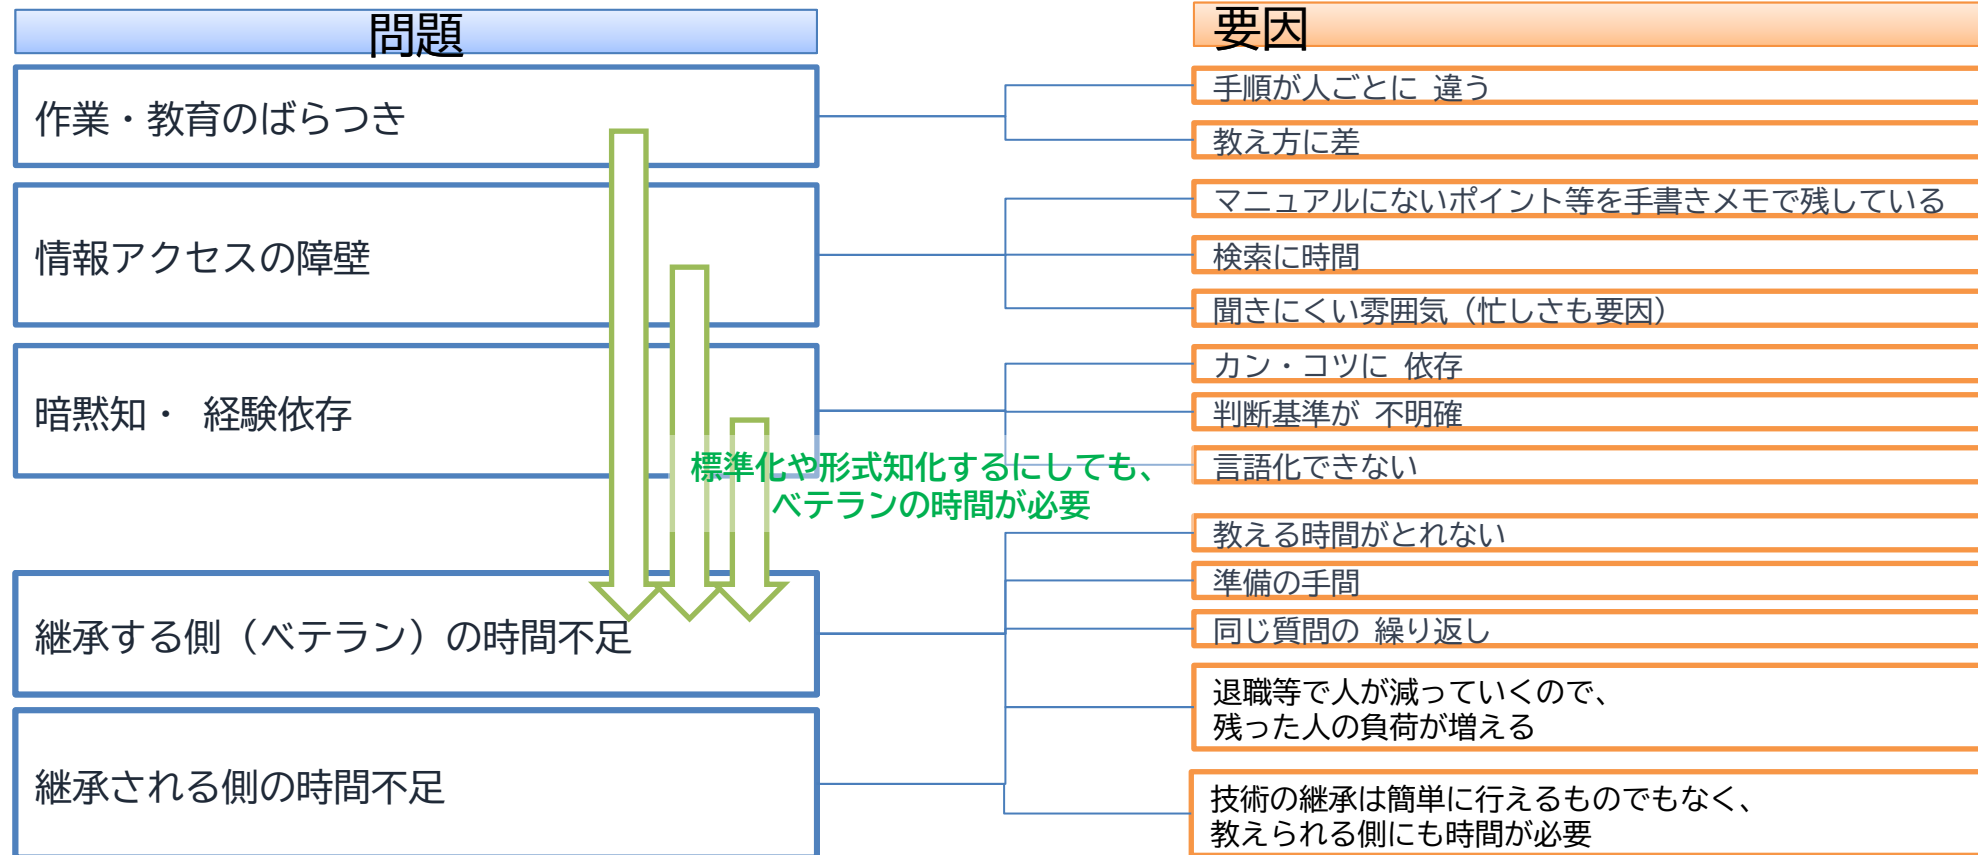 問題
要因
作業・教育のばらつき
手順が人ごとに 違う
教え方に差
情報アクセスの障壁
マニュアルにないポイント等を手書きメモで残している
検索に時間
聞きにくい雰囲気（忙しさも要因）
暗黙知・ 経験依存
カン・コツに 依存
判断基準が 不明確
言語化できない
標準化や形式知化するにしても、
ベテランの時間が必要
継承する側（ベテラン）の時間不足
教える時間がとれない
準備の手間
同じ質問の 繰り返し
退職等で人が減っていくので、
残った人の負荷が増える
継承される側の時間不足
技術の継承は簡単に行えるものでもなく、
教えられる側にも時間が必要